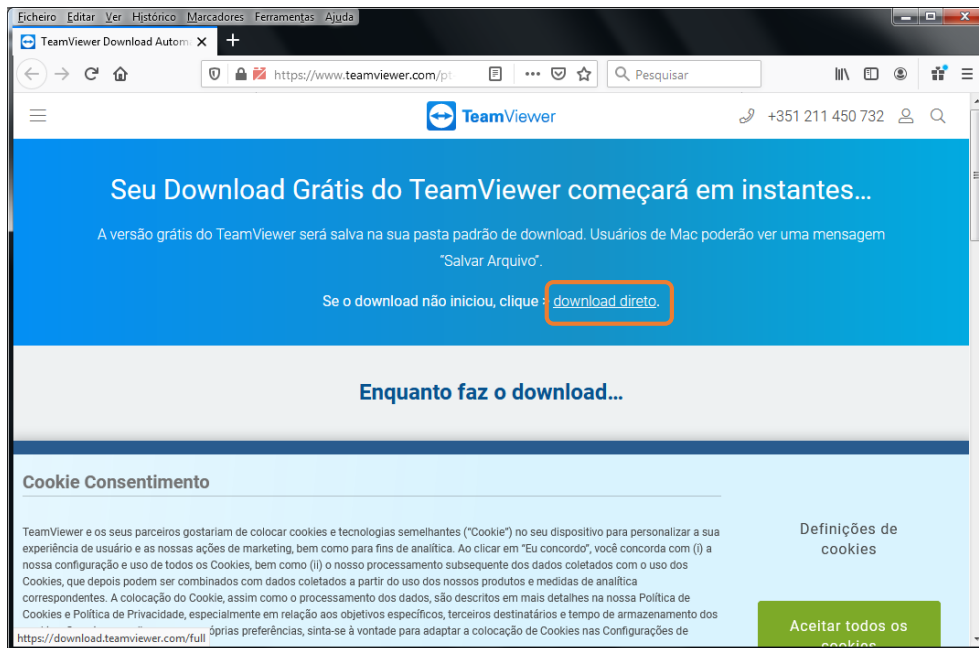 Ficheiro Editar Ver Histórico Marcadores Ferramentas Ajuda
TeamViewer Download Autom
https://www.teamviewer.com/pt
Pesquisar
TeamViewer
+351 211 450 732
Seu Download Grátis do TeamViewer começará em instantes...
A versão grátis do TeamViewer será salva na sua pasta padrão de download. Usuários de Mac poderão ver uma mensagem
"Salvar Arquivo".
Se o download não iniciou, clique > download direto.
Enquanto faz o download...
Cookie Consentimento
TeamViewer e os seus parceiros gostariam de colocar cookies e tecnologias semelhantes ("Cookie") no seu dispositivo para personalizar a sua
experiência de usuário e as nossas ações de marketing, bem como para fins de analítica. Ao clicar em "Eu concordo", você concorda com (i) a
nossa configuração e uso de todos os Cookies, bem como (ii) o nosso processamento subsequente dos dados coletados com o uso dos
Cookies, que depois podem ser combinados com dados coletados a partir do uso dos nossos produtos e medidas de analítica
correspondentes. A colocação do Cookie, assim como o processamento dos dados, são descritos em mais detalhes na nossa Política de
Cookies e Política de Privacidade, especialmente em relação aos objetivos específicos, terceiros destinatários e tempo de armazenamento dos
próprias preferências, sinta-se à vontade para adaptar a colocação de Cookies nas Configurações de
https://download.teamviewer.com/full
Definições de
cookies
Aceitar todos os
cookies